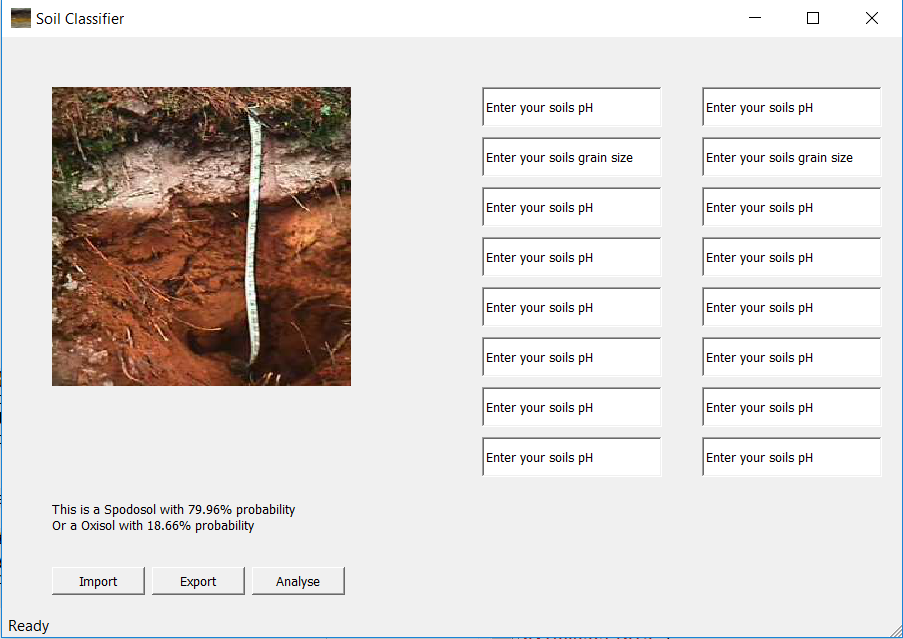 Soil Classifier
Enter your soils pH
Enter your soils pH
Enter your soils grain size
Enter your soils grain size
Enter your soils pH
Enter your soils pH
Enter your soils pH
Enter your soils pH
Enter your soils pH
Enter your soils pH
Enter your soils pH
Enter your soils pH
Enter your soils pH
Enter your soils pH
Enter your soils pH
Enter your soils pH
This is a Spodosol with 79.96% probability
Or a Oxisol with 18.66% probability
Import
Export
Analyse
Ready